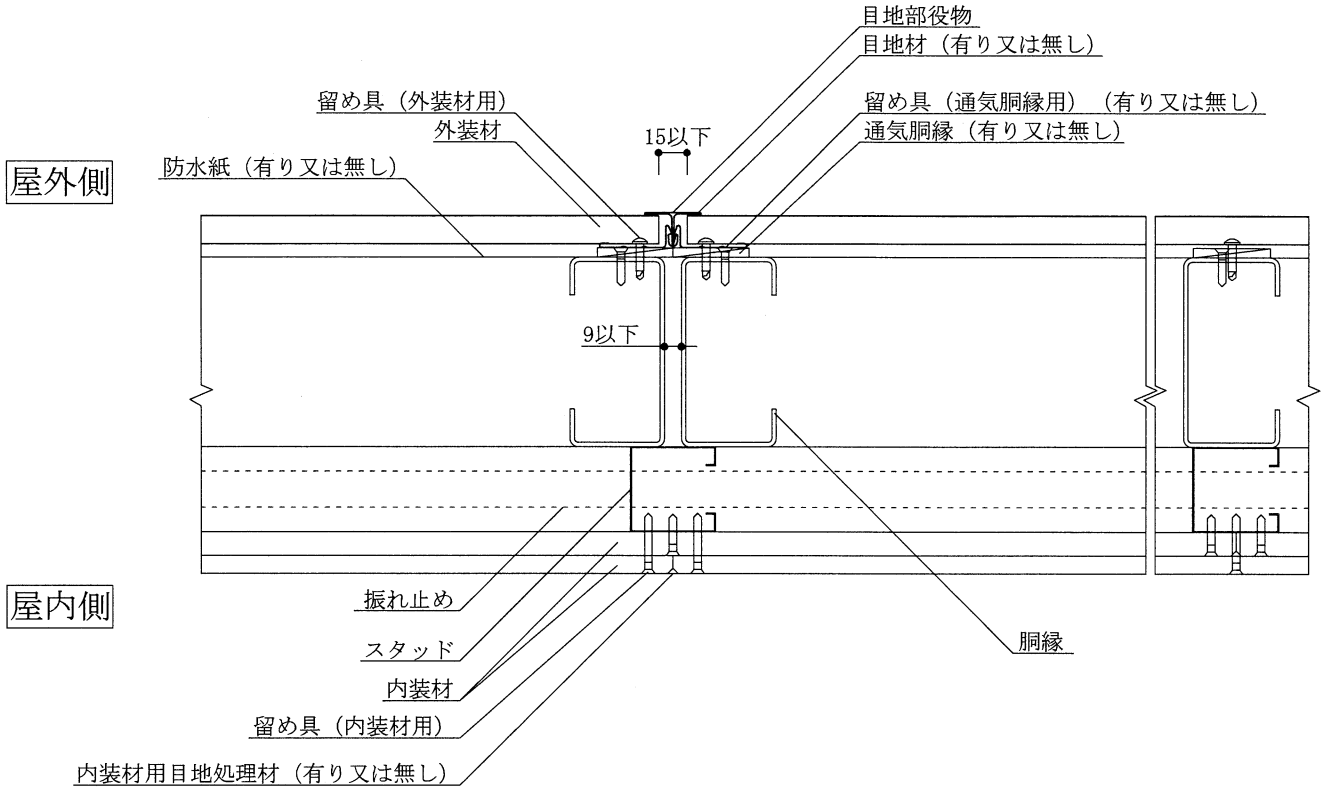 目地部役物
目地材（有り又は無し）
留め具（外装材用）
留め具（通気胴縁用）（有り又は無し）
外装材
15以下
通気胴縁（有り又は無し）
防水紙（有り又は無し）
屋外側
9以下
屋内側
振れ止め
スタッド
胴縁
内装材
留め具（内装材用）
内装材用目地処理材（有り又は無し）